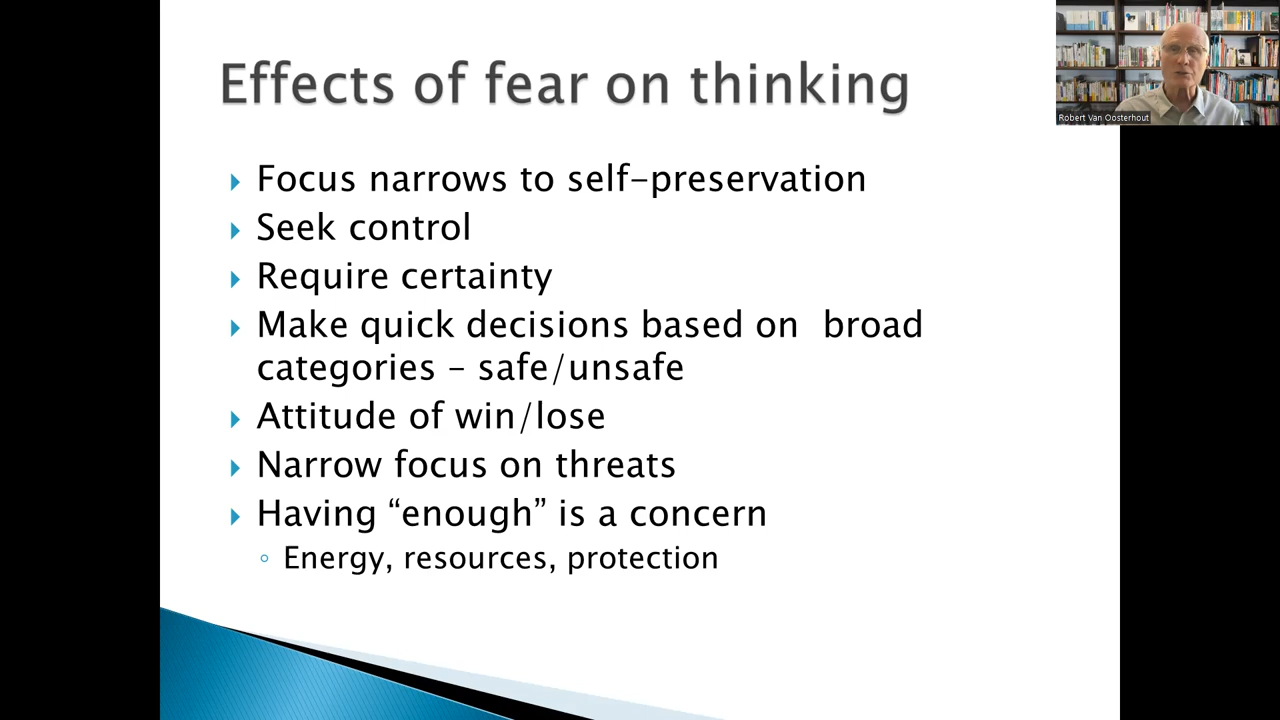 Effects of fear on thinking
Robert Van Oosterhout
Focus narrows to self-preservation
Seek control
Require certainty
Make quick decisions based on  broad
categories – safe/unsafe
Attitude of win/lose
Narrow focus on threats
Having “enough” is a concern
Energy, resources, protection